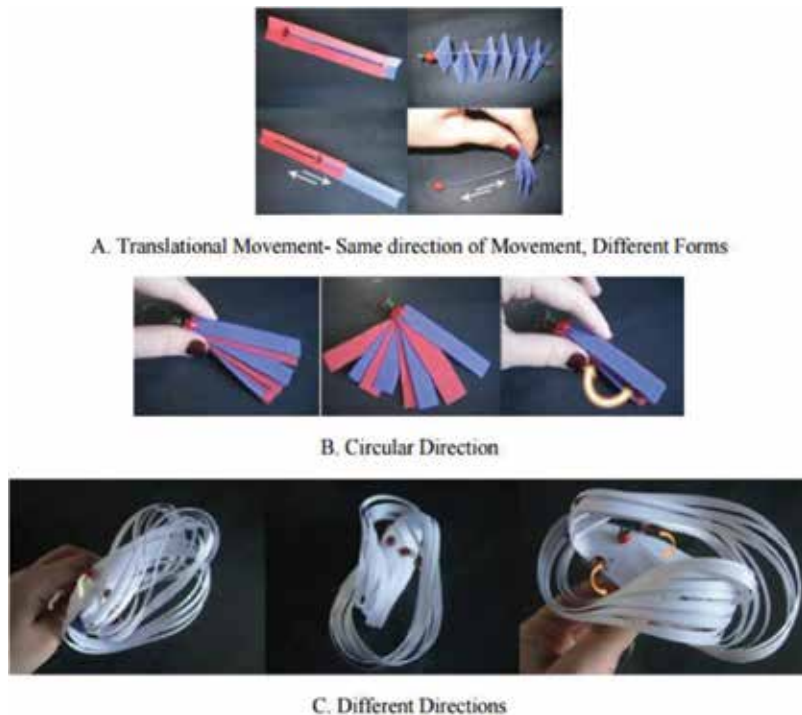 A. Translational Movement- Same direction of Movement, Different Forms
B. Circular Direction
C. Different Directions